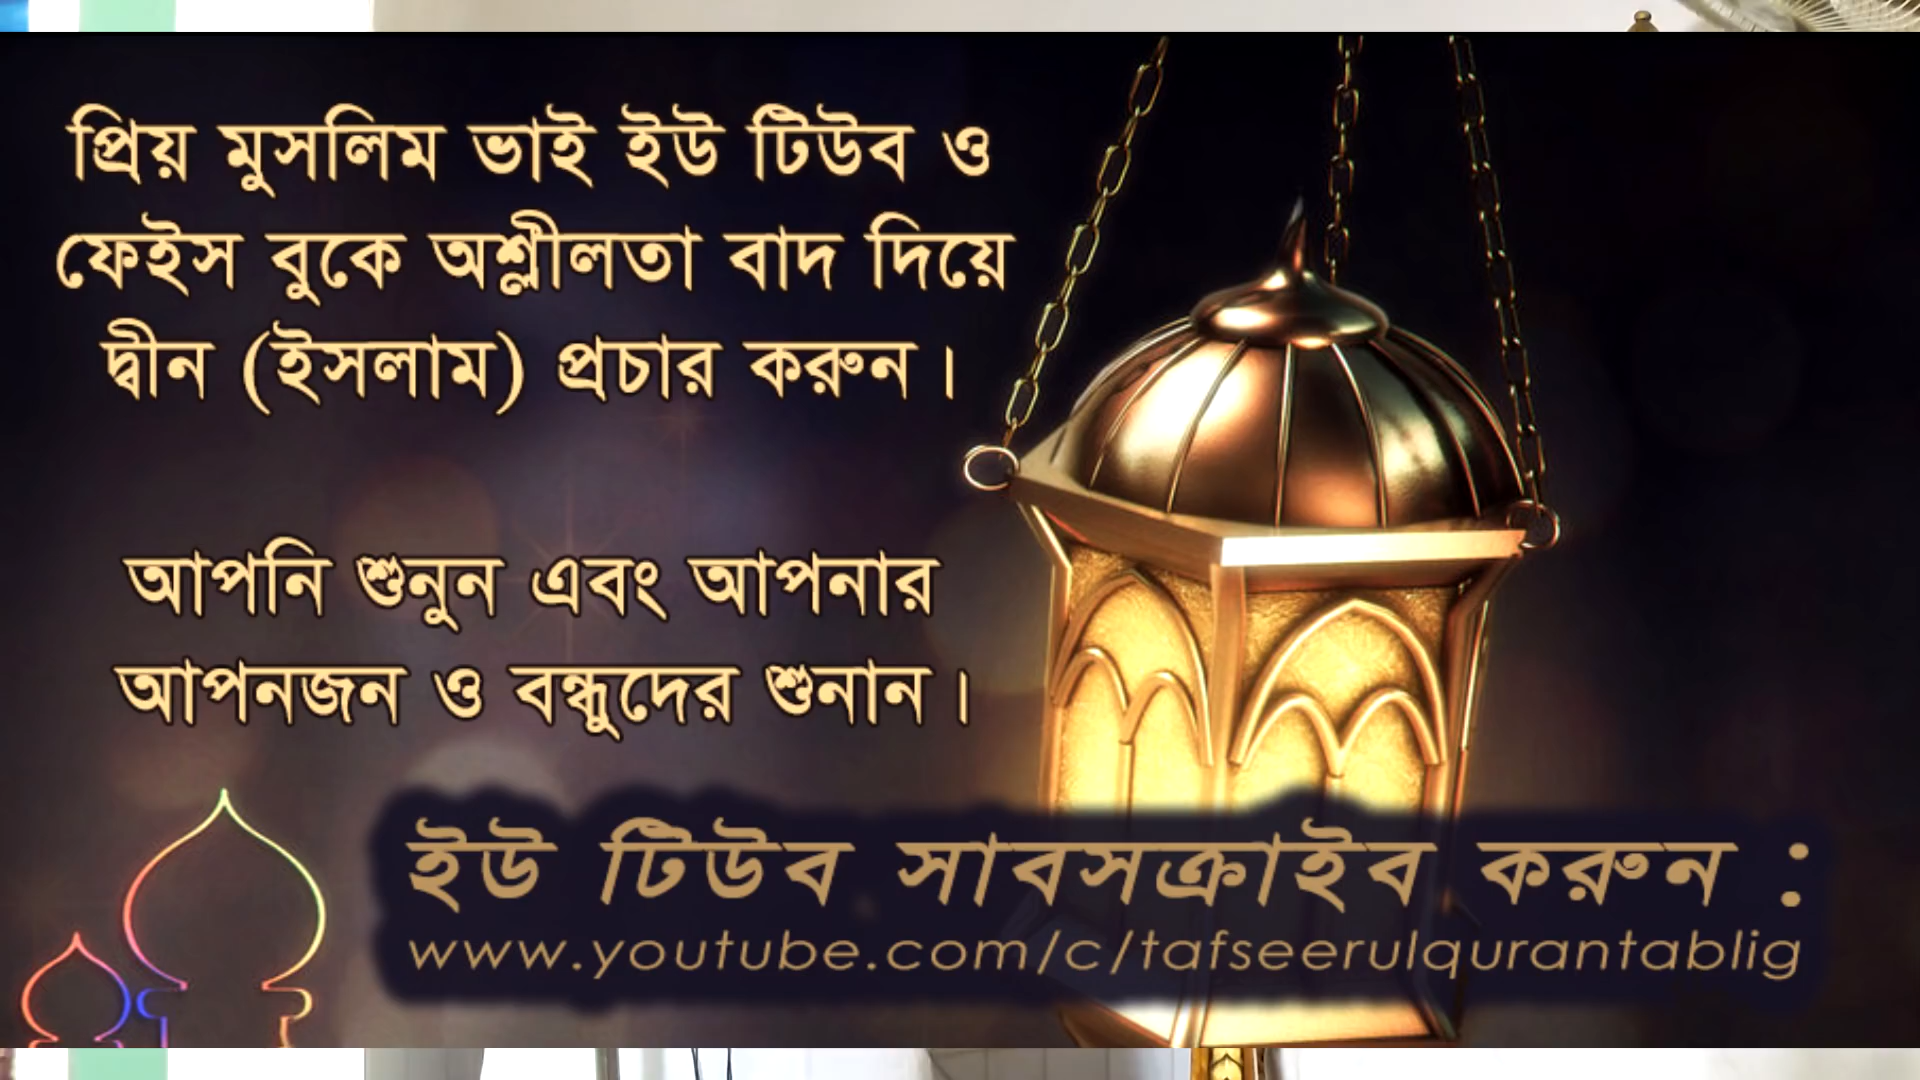 প্রিয় মুসলিম ভাই ইউ টিউব ও
ফেইস বুকে অশ্লীলতা বাদ দিয়ে
দ্বীন (ইসলাম) প্রচার করুন।
আপনি শুনুন এবং আপনার
আপনজন ও বন্ধুদের শুনান।
ইউ টিউব সাবসক্রাইব করুন :
www.youtube.com/c/tafseerulqurantablig